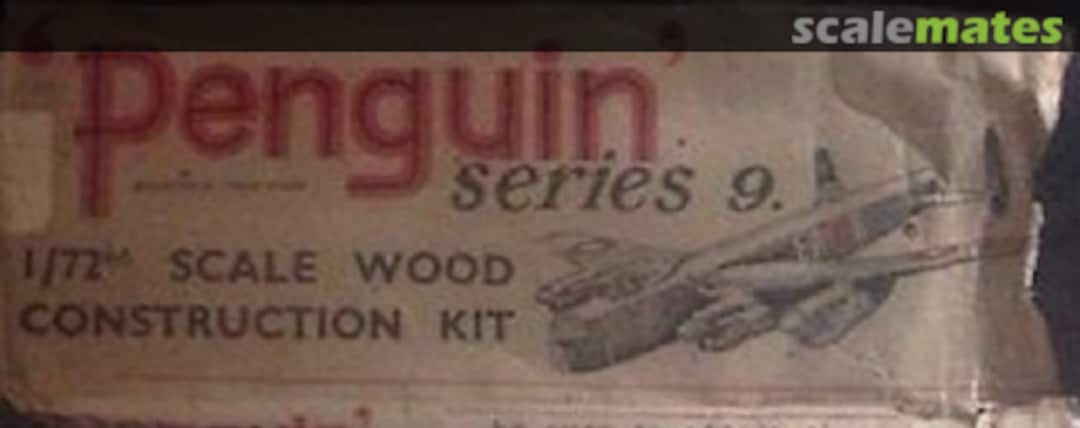 scalemates
'Penguin'
series 9.
1/72nd SCALE WOOD
CONSTRUCTION KIT